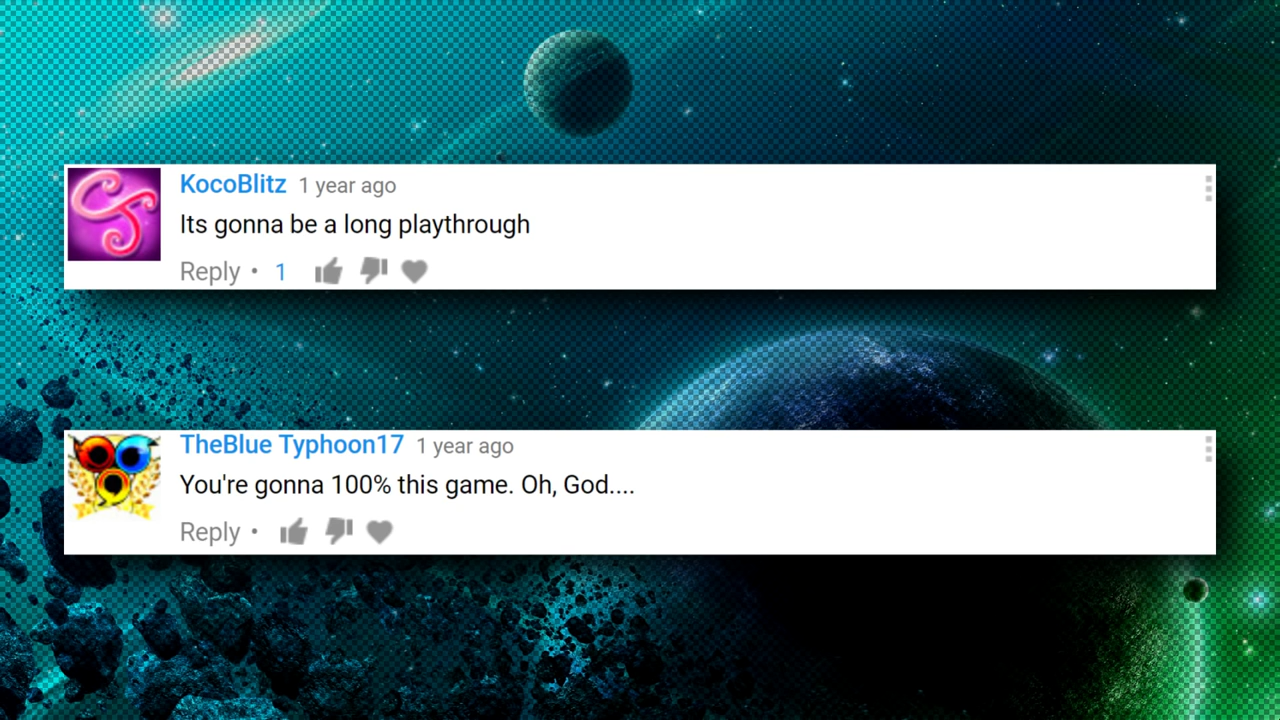 KocoBlitz 1 year ago
Its gonna be a long playthrough
Reply • 1
TheBlue Typhoon17 1 year ago
You're gonna 100% this game. Oh, God....
Reply •